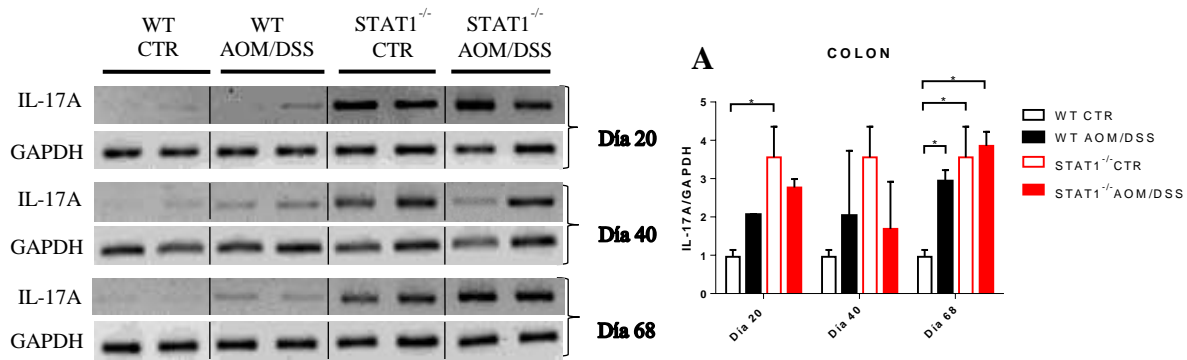 WT CTR
WT AOM/DSS
STAT1-/- CTR
STAT1-/- AOM/DSS
IL-17A
GAPDH
Día 20
IL-17A
GAPDH
Día 40
IL-17A
GAPDH
Día 68
A
COLON
IL-17A/GAPDH
5
4
3
2
1
0
* * * *
Día 20
Día 40
Día 68
WT CTR
WT AOM/DSS
STAT1-/-CTR
STAT1-/-AOM/DSS